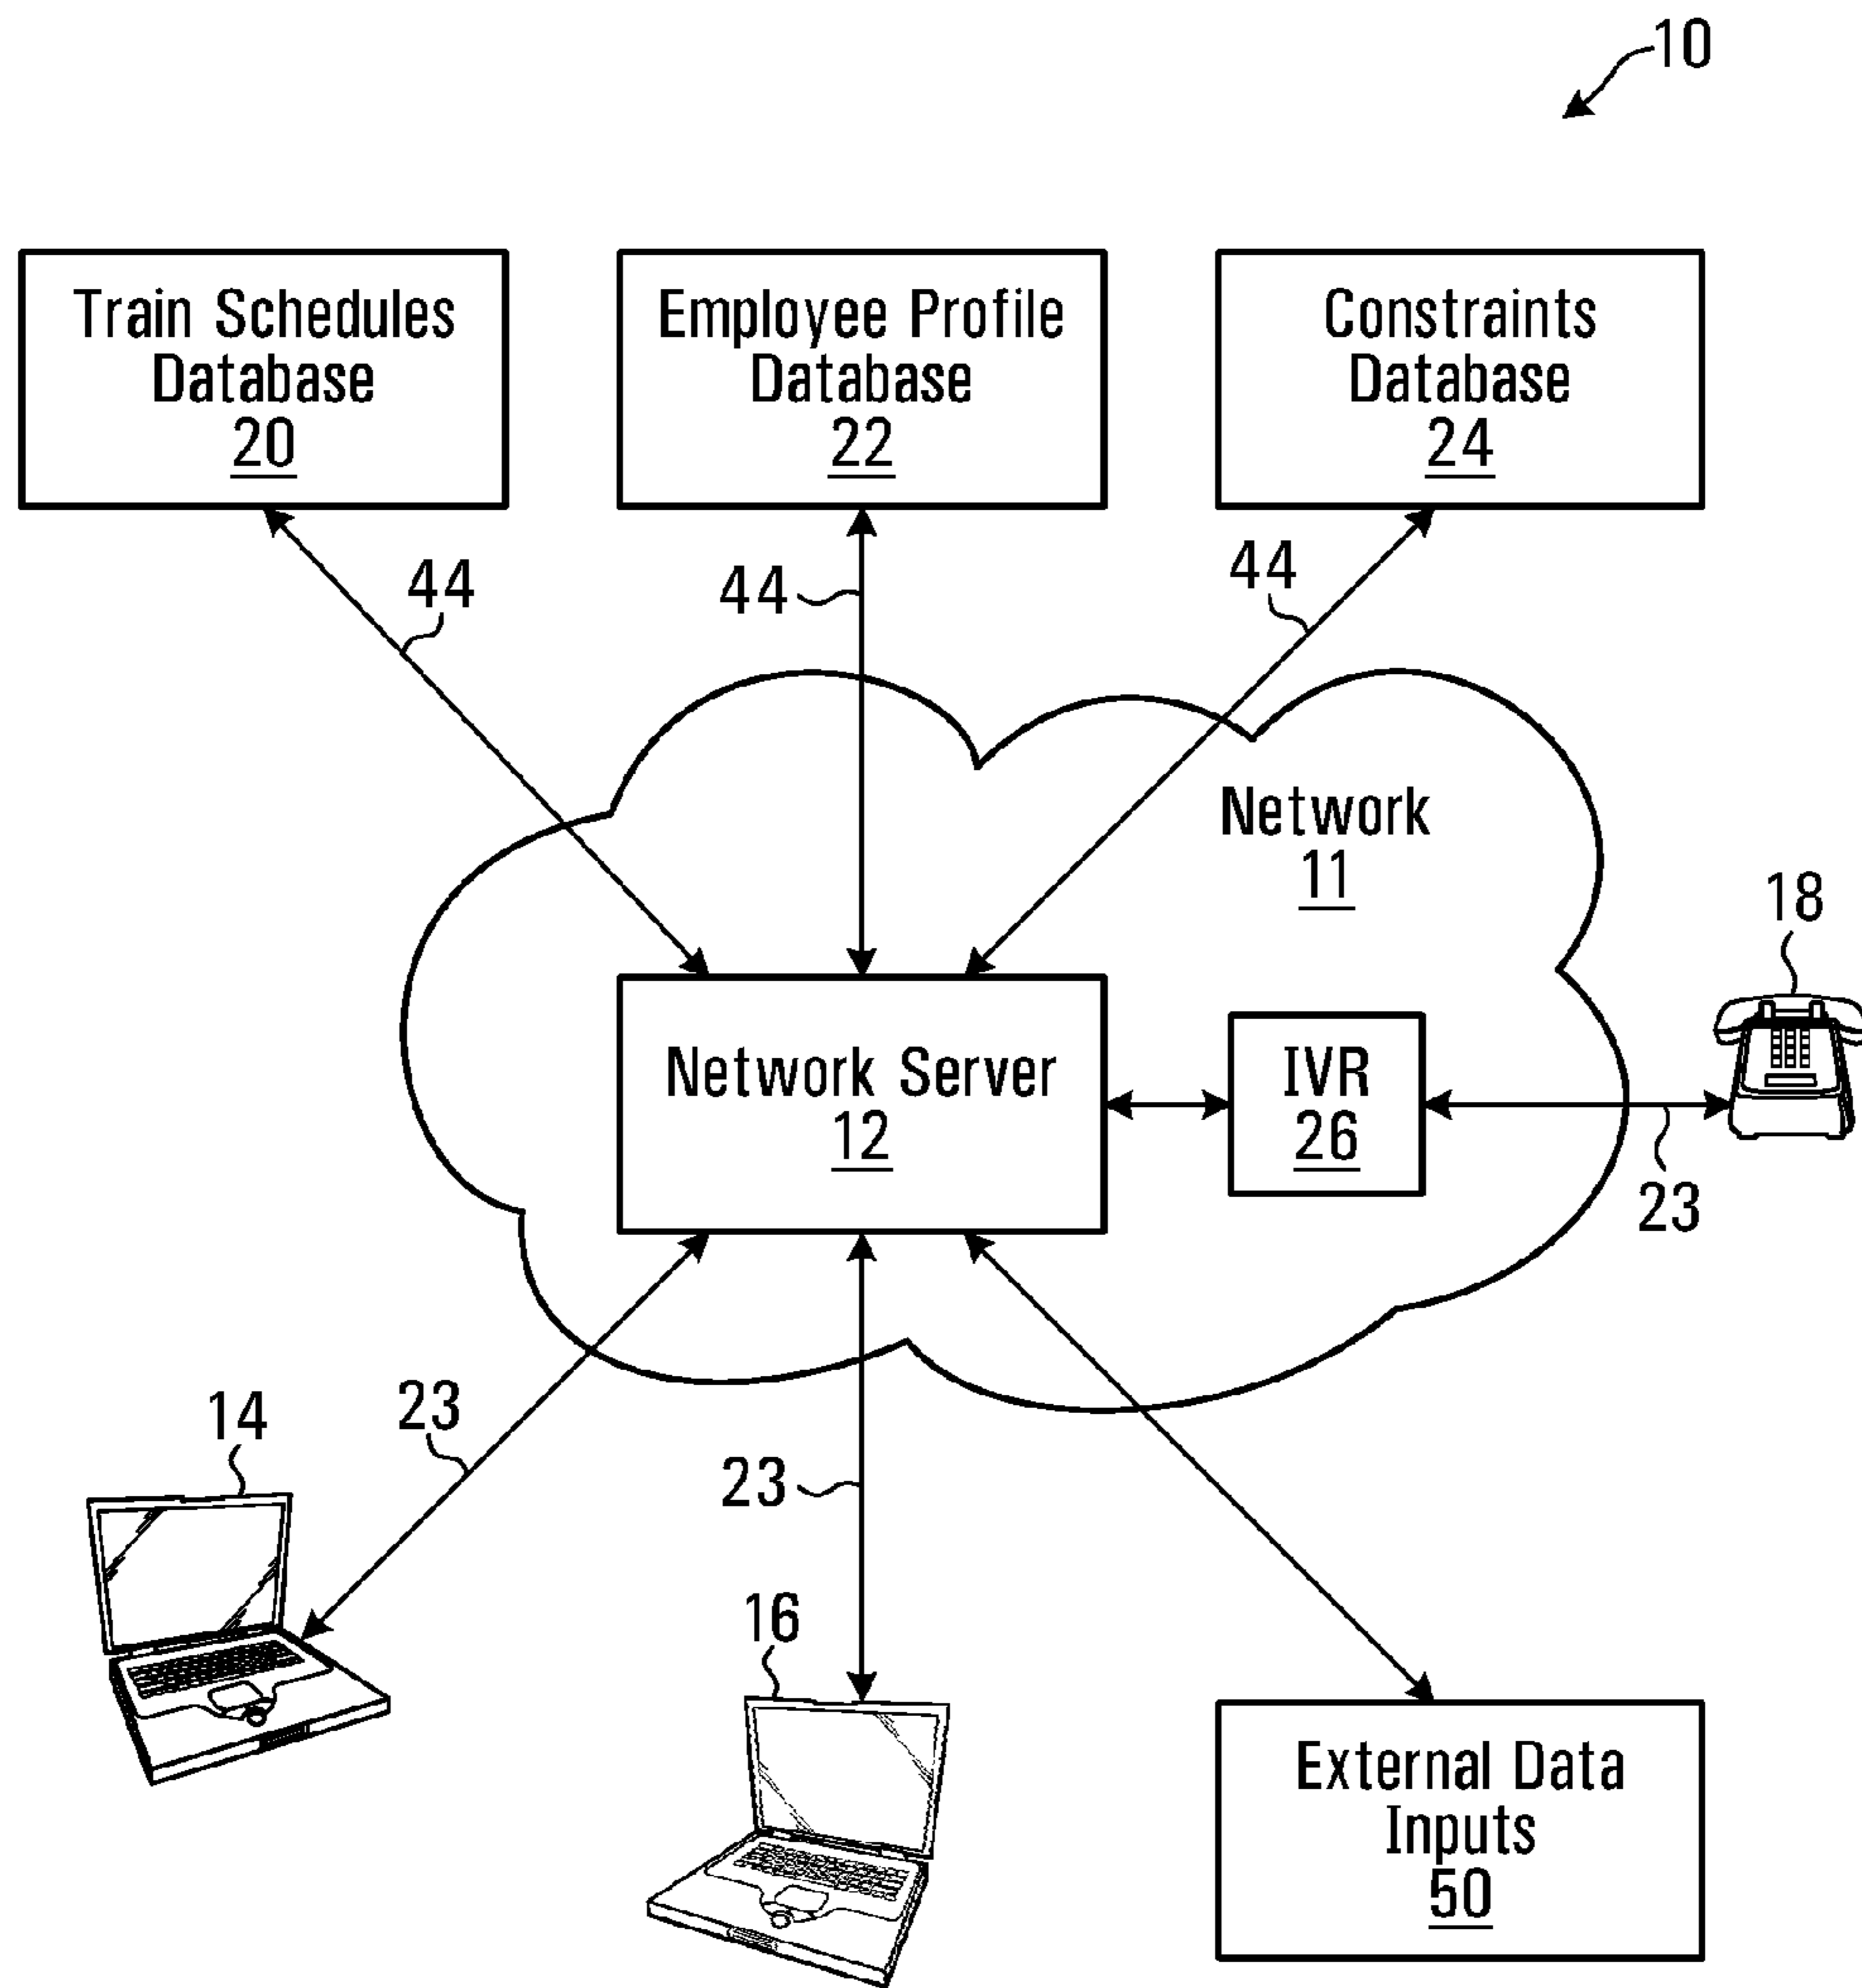 10
Train Schedules
Database
20
Employee Profile
Database
22
Constraints
Database
24
44
44
44
Network
11
18
Network Server
12
IVR
26
23
14
23
23
16
External Data
Inputs
50